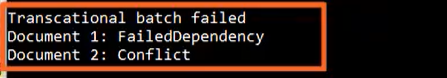 Transcational batch failed
Document 1: FailedDependency
Document 2: Conflict